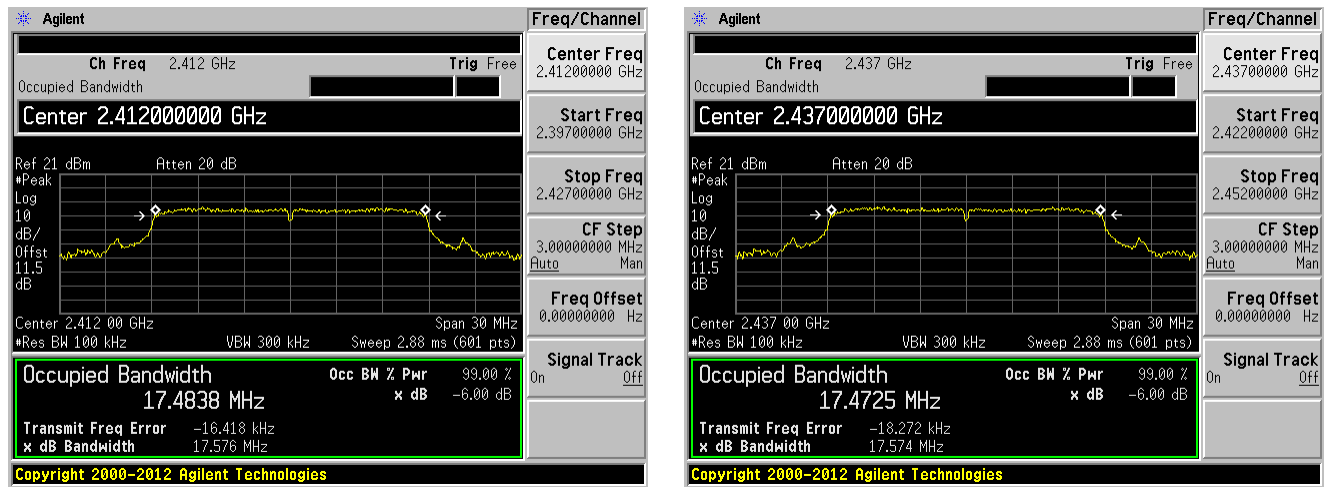 Agilent
Freq/Channel
Ch Freq 2.412 GHz Trig Free
Occupied Bandwidth
Center 2.412000000 GHz
Ref 21 dBm Atten 20 dB
#Peak
Log
10
dB/
Offst
11.5
dB
Center 2.412 00 GHz Span 30 MHz
#Res BW 100 kHz VBW 300 kHz Sweep 2.88 ms (601 pts)
Occupied Bandwidth Occ BW % Pwr 99.00 %
17.4838 MHz x dB -6.00 dB
Transmit Freq Error -16.418 kHz
x dB Bandwidth 17.576 MHz
Copyright 2000-2012 Agilent Technologies
Center Freq
2.41200000 GHz
Start Freq
2.39700000 GHz
Stop Freq
2.42700000 GHz
CF Step
3.00000000 MHz
Auto Man
Freq Offset
0.00000000 Hz
Signal Track
On Off
Agilent
Freq/Channel
Ch Freq 2.437 GHz Trig Free
Occupied Bandwidth
Center 2.437000000 GHz
Ref 21 dBm Atten 20 dB
#Peak
Log
10
dB/
Offst
11.5
dB
Center 2.437 00 GHz Span 30 MHz
#Res BW 100 kHz VBW 300 kHz Sweep 2.88 ms (601 pts)
Occupied Bandwidth Occ BW % Pwr 99.00 %
17.4725 MHz x dB -6.00 dB
Transmit Freq Error -18.272 kHz
x dB Bandwidth 17.574 MHz
Copyright 2000-2012 Agilent Technologies
Center Freq
2.43700000 GHz
Start Freq
2.42200000 GHz
Stop Freq
2.45200000 GHz
CF Step
3.00000000 MHz
Auto Man
Freq Offset
0.00000000 Hz
Signal Track
On Off